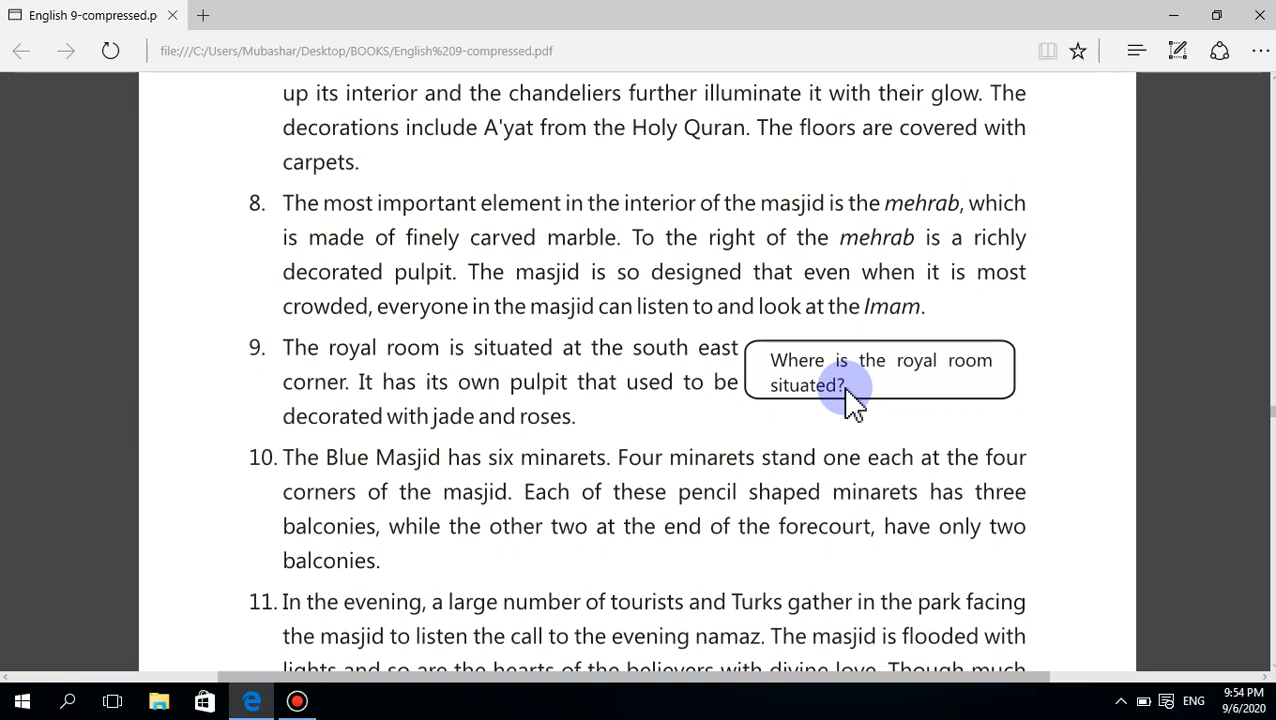 English 9-compressed.p
file:///C:/Users/Mubashar/Desktop/BOOKS/English%209-compressed.pdf
up its interior and the chandeliers further illuminate it with their glow. The
decorations include A'yat from the Holy Quran. The floors are covered with
carpets.
8. The most important element in the interior of the masjid is the mehrab, which
is made of finely carved marble. To the right of the mehrab is a richly
decorated pulpit. The masjid is so designed that even when it is most
crowded, everyone in the masjid can listen to and look at the Imam.
9. The royal room is situated at the south east
corner. It has its own pulpit that used to be
decorated with jade and roses.
Where is the royal room
situated?
10. The Blue Masjid has six minarets. Four minarets stand one each at the four
corners of the masjid. Each of these pencil shaped minarets has three
balconies, while the other two at the end of the forecourt, have only two
balconies.
11. In the evening, a large number of tourists and Turks gather in the park facing
the masjid to listen the call to the evening namaz. The masjid is flooded with
lights and so are the hearts of the believers with divine love. Though much
ENG
9:54 PM
9/6/2020